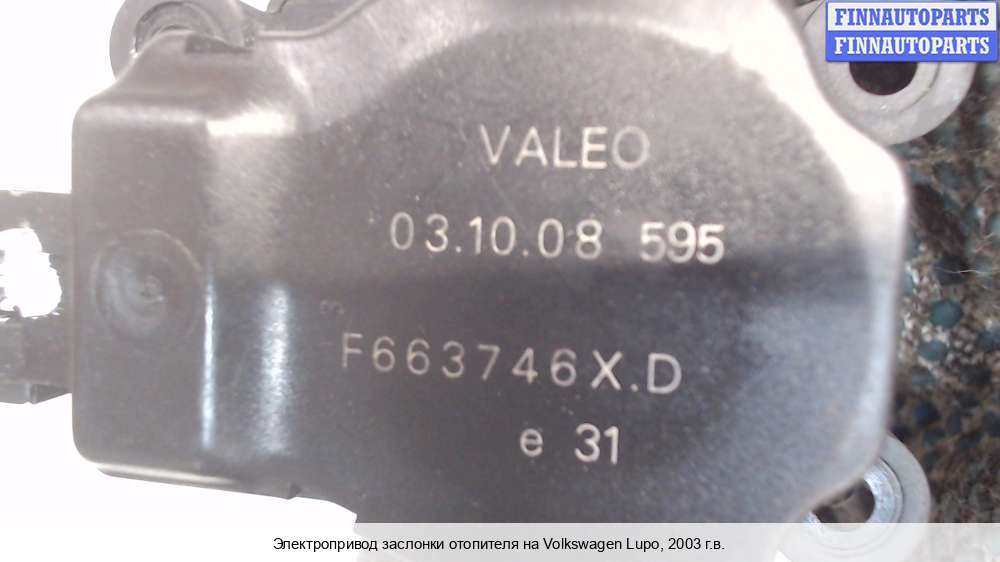 FINNAUTOPARTS
FINNAUTOPARTS
VALEO
03.10.08 595
F663746X.D
e 31
Электропривод заслонки отопителя на Volkswagen Lupo, 2003 г.в.